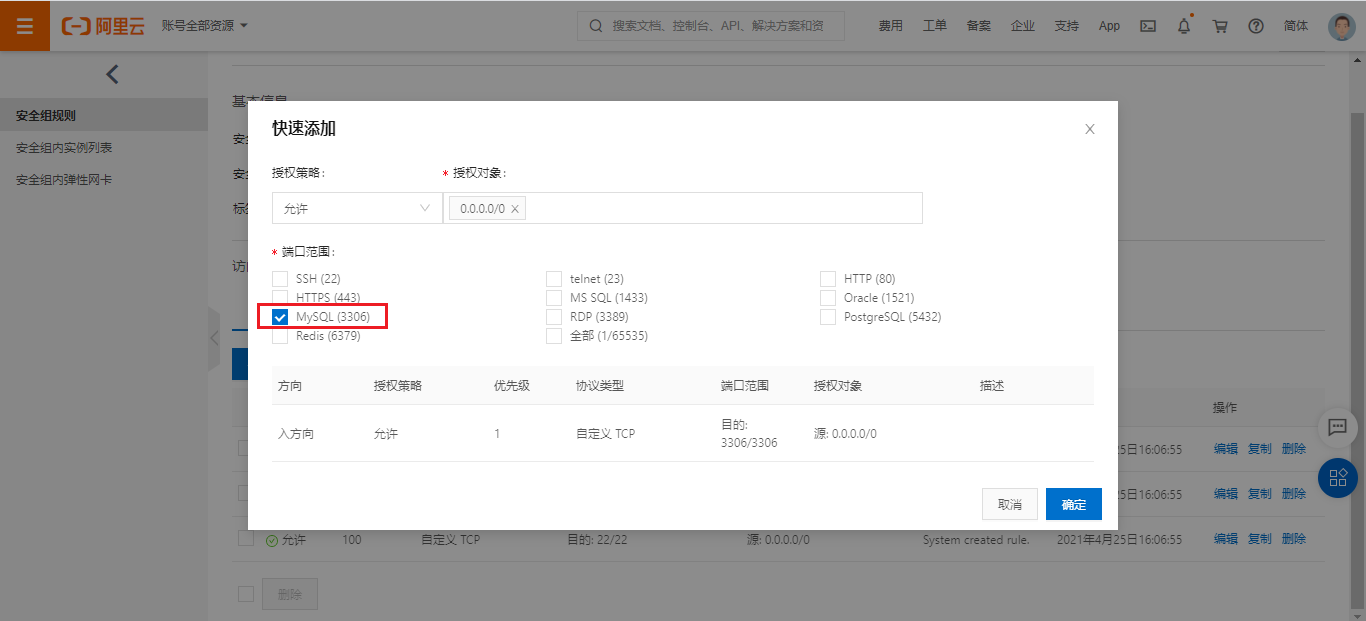 阿里云 账号全部资源 搜索文档、控制台、API、解决方案和资 费用 工单 备案 企业 支持 App 简体
安全组规则
安全组内实例列表
安全组内弹性网卡
基本信息
快速添加
授权策略: * 授权对象:
允许 0.0.0.0/0 ×
* 端口范围:
SSH (22) telnet (23) HTTP (80)
HTTPS (443) MS SQL (1433) Oracle (1521)
MySQL (3306) RDP (3389) PostgreSQL (5432)
Redis (6379) 全部 (1/65535)
方向 授权策略 优先级 协议类型 端口范围 授权对象 描述
入方向 允许 1 自定义 TCP 目的: 3306/3306 源: 0.0.0.0/0
取消 确定
操作
5日16:06:55 编辑 复制 删除
5日16:06:55 编辑 复制 删除
允许 100 自定义 TCP 目的: 22/22 源: 0.0.0.0/0 System created rule. 2021年4月25日16:06:55 编辑 复制 删除
删除